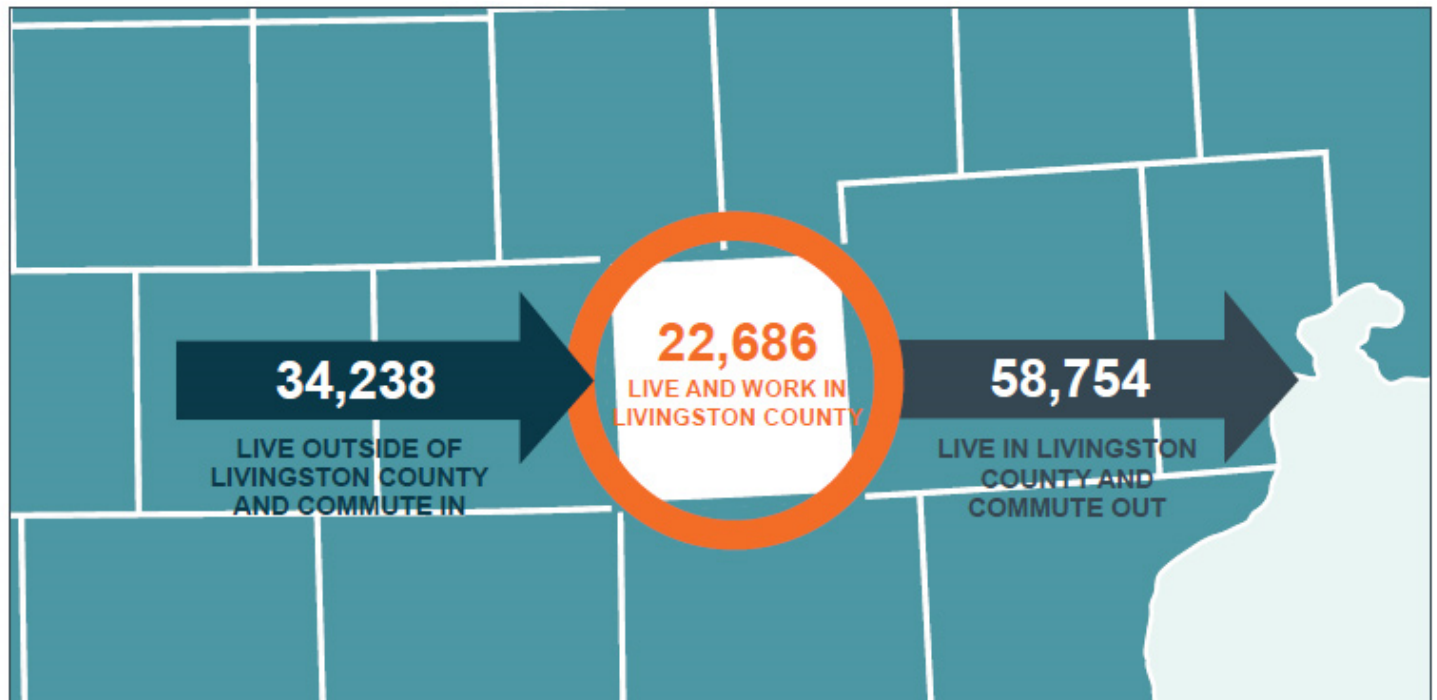 34,238
LIVE OUTSIDE OF
LIVINGSTON COUNTY
AND COMMUTE IN
22,686
LIVE AND WORK IN
LIVINGSTON COUNTY
58,754
LIVE IN LIVINGSTON
COUNTY AND
COMMUTE OUT